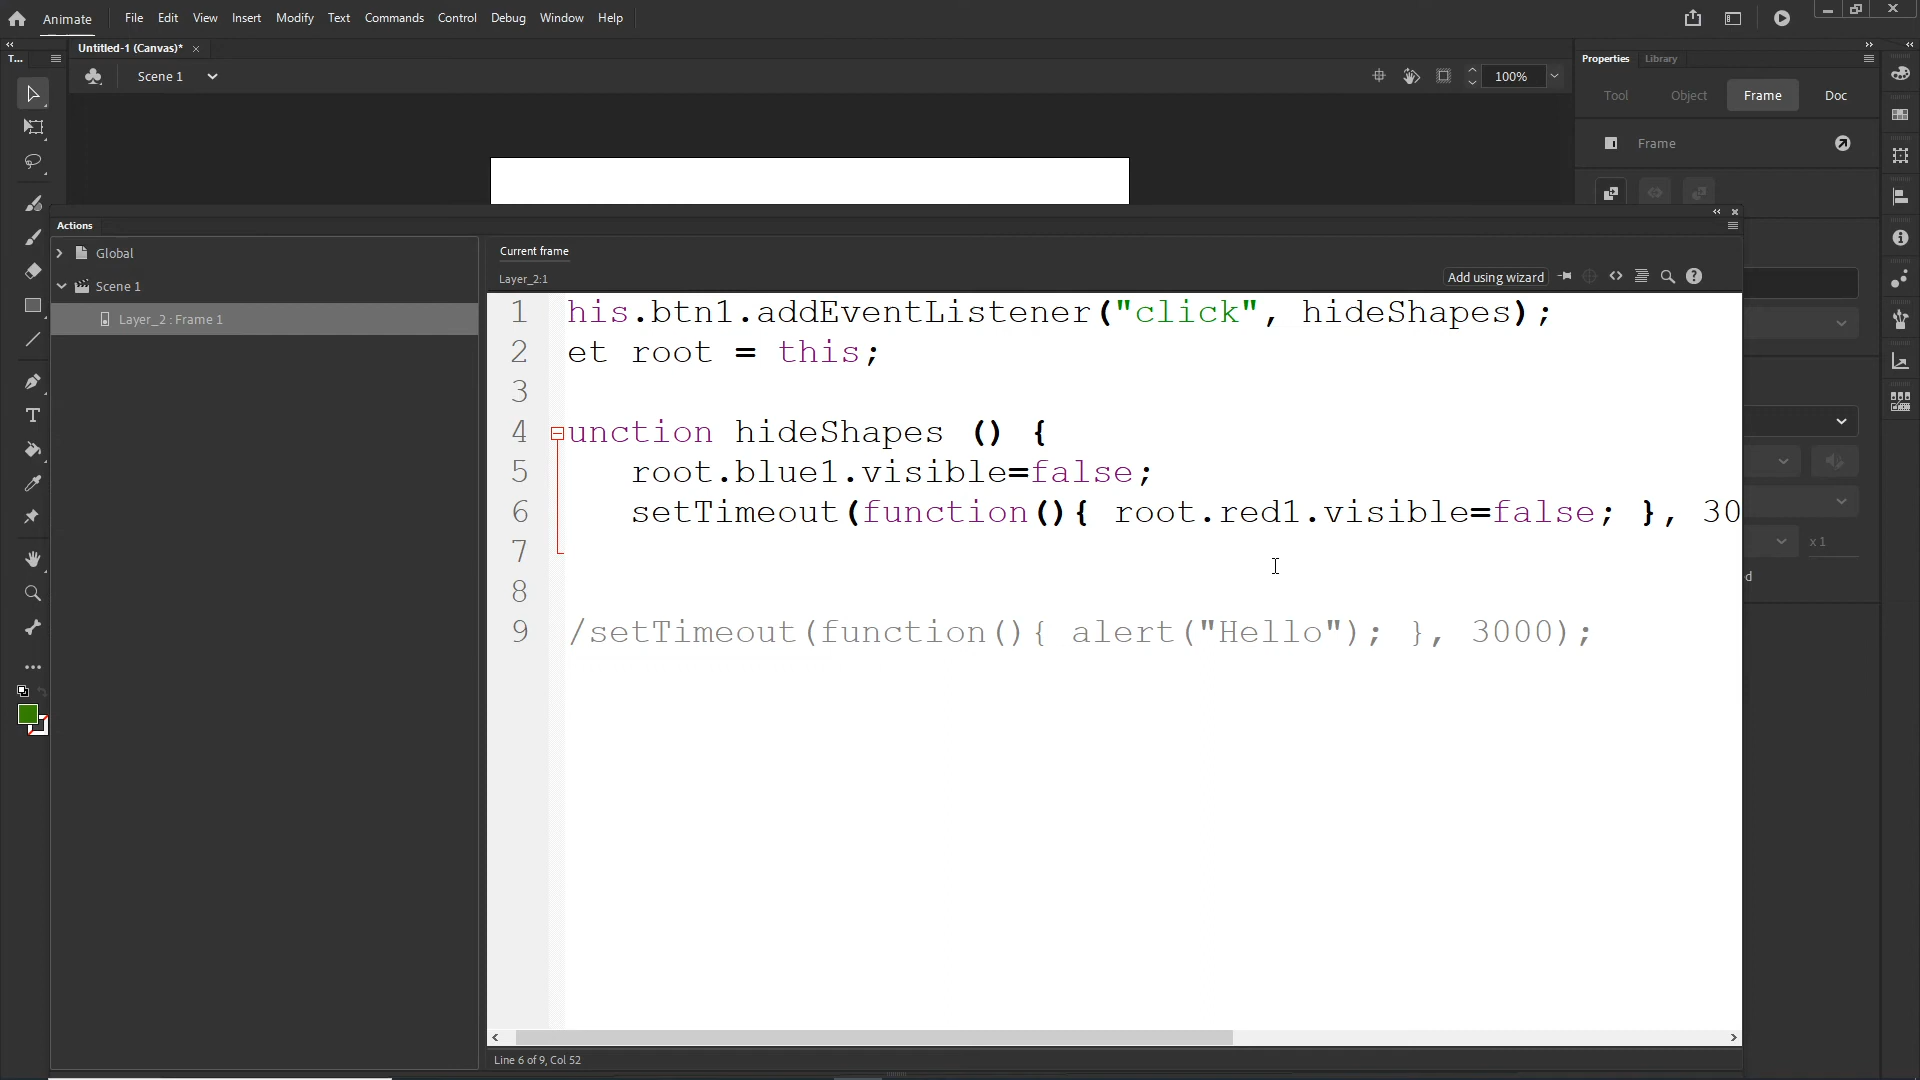 Animate File Edit View Insert Modify Text Commands Control Debug Window Help
Untitled-1 (Canvas)* ×
T...
Scene 1
100%
Properties Library
Tool Object Frame Doc
Frame
Actions
Global
Scene 1
Layer_2 : Frame 1
Current frame
Layer_2:1
Add using wizard
1 his.btn1.addEventListener("click", hideShapes);
2 et root = this;
3
4 unction hideShapes () {
5 root.blue1.visible=false;
6 setTimeout(function(){ root.red1.visible=false; }, 30
7
8
9 /setTimeout(function(){ alert("Hello"); }, 3000);
x 1
d
Line 6 of 9, Col 52